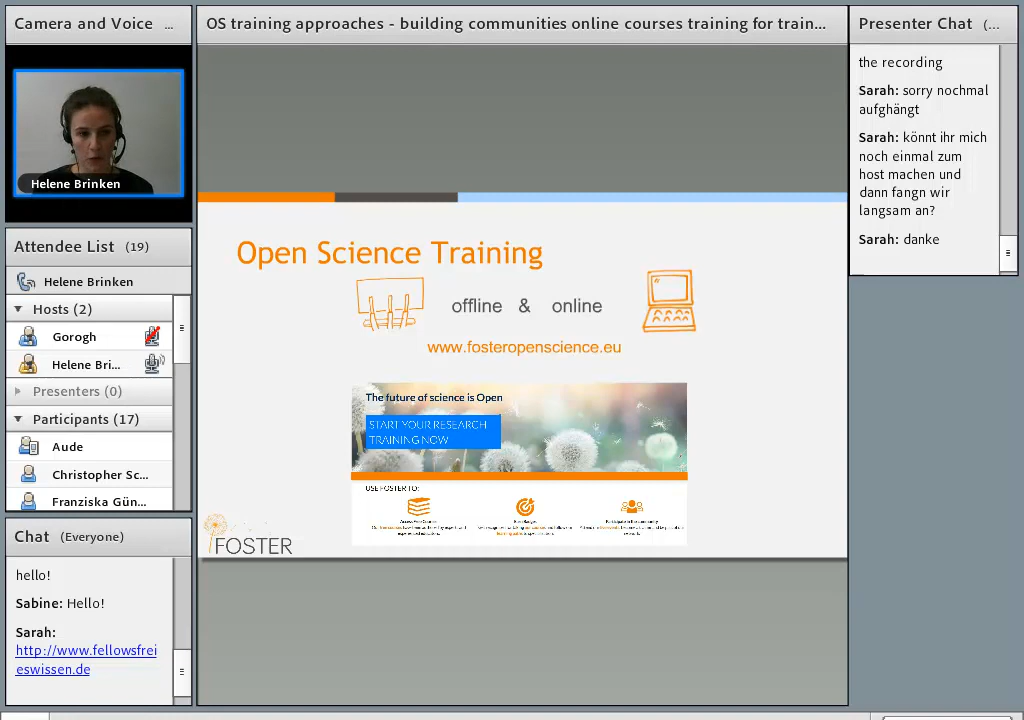 Camera and Voice ...
Helene Brinken
Attendee List (19)
Helene Brinken
Hosts (2)
Gorogh
Helene Bri...
Presenters (0)
Participants (17)
Aude
Christopher Sc...
Franziska Gün...
Chat (Everyone)
hello!
Sabine: Hello!
Sarah:
http://www.fellowsfrei
eswissen.de
OS training approaches - building communities online courses training for train...
Open Science Training
offline & online
www.fosteropenscience.eu
The future of science is Open
START YOUR RESEARCH
TRAINING NOW
USE FOSTER TO:
FOSTER
Presenter Chat (...
the recording
Sarah: sorry nochmal
aufghängt
Sarah: könnt ihr mich
noch einmal zum
host machen und
dann fangn wir
langsam an?
Sarah: danke